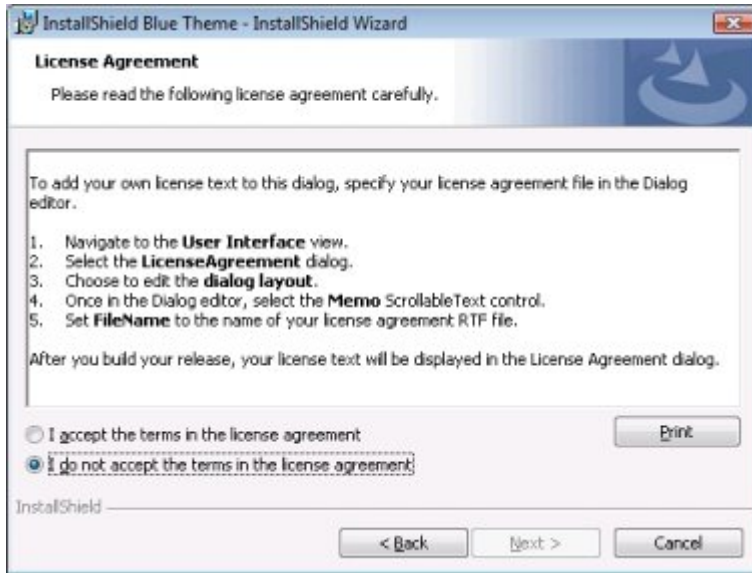 InstallShield Blue Theme - InstallShield Wizard
License Agreement
Please read the following license agreement carefully.
To add your own license text to this dialog, specify your license agreement file in the Dialog
editor.
1. Navigate to the User Interface view.
2. Select the LicenseAgreement dialog.
3. Choose to edit the dialog layout.
4. Once in the Dialog editor, select the Memo ScrollableText control.
5. Set FileName to the name of your license agreement RTF file.
After you build your release, your license text will be displayed in the License Agreement dialog.
I accept the terms in the license agreement
Print
I do not accept the terms in the license agreement
InstallShield
< Back Next > Cancel